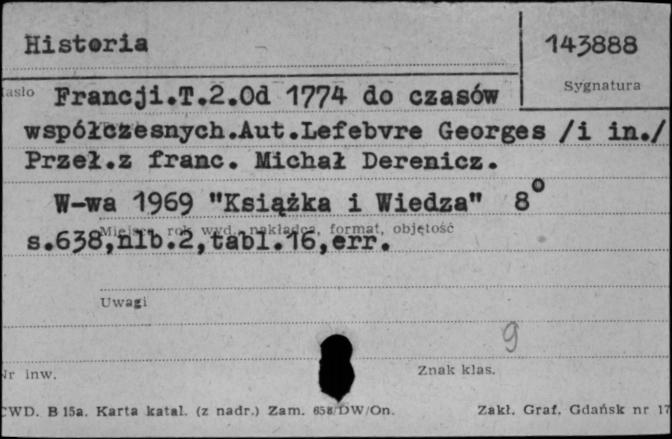 Historia
143888
Sygnatura
asło Francji.T.2.Od 1774 do czasów
współczesnych.Aut.Lefebvre Georges /i in./
Przeł.z franc. Michał Derenicz.
W-wa 1969 "Książka i Wiedza" 8°
Miejsce, rok wyd., nakładca, format, objętość
s.638,nlb.2,tabl.16,err.
Uwagi
9
Nr inw.
Znak klas.
CWD. B 15a. Karta katal. (z nadr.) Zam. 658/DW/On.
Zakł. Graf. Gdańsk nr 17